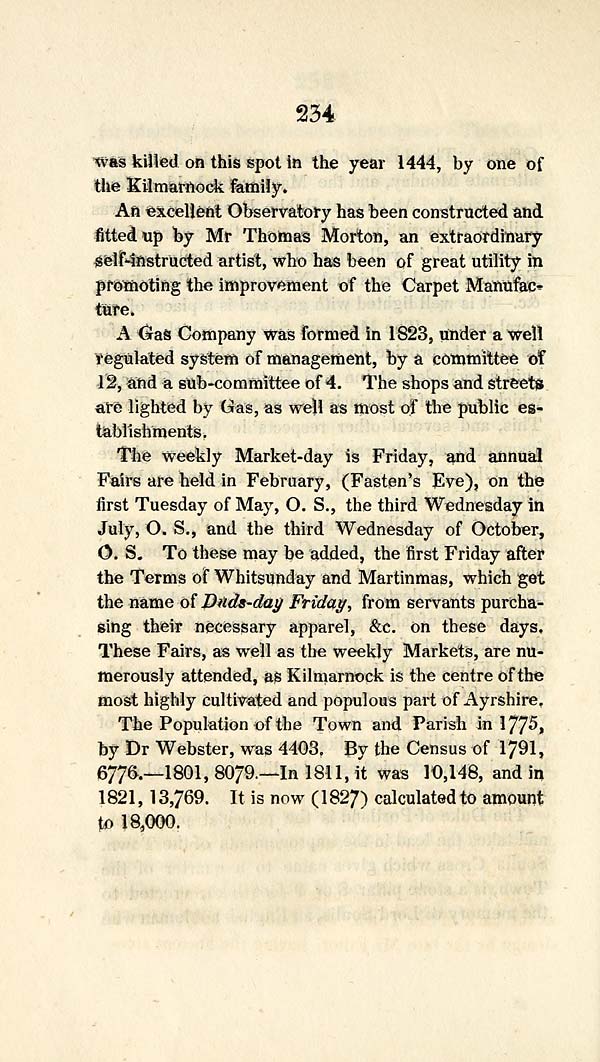 234
was killed on this spot in the year 1444, by one of
the Kilmarnock family.
An excellent Observatory has been constructed and
fitted up by Mr Thomas Morton, an extraordinary
self-instructed artist, who has been of great utility in
promoting the improvement of the Carpet Manufac-
ture.
A Gas Company was formed in 1823, under a well
regulated system of management, by a committee of
12, and a sub-committee of 4. The shops and streets
are lighted by Gas, as well as most of the public es-
tablishments.
The weekly Market-day is Friday, and annual
Fairs are held in February, (Fasten's Eve), on the
first Tuesday of May, O. S., the third Wednesday in
July, O. S., and the third Wednesday of October,
O. S. To these may be added, the first Friday after
the Terms of Whitsunday and Martinmas, which get
the name of Duds-day Friday, from servants purcha-
sing their necessary apparel, &c. on these days.
These Fairs, as well as the weekly Markets, are nu-
merously attended, as Kilmarnock is the centre of the
most highly cultivated and populous part of Ayrshire.
The Population of the Town and Parish in 1775,
by Dr Webster, was 4403. By the Census of 1791,
6776.—1801, 8079.—In 1811, it was 10,148, and in
1821, 13,769. It is now (1827) calculated to amount
to 18,000.